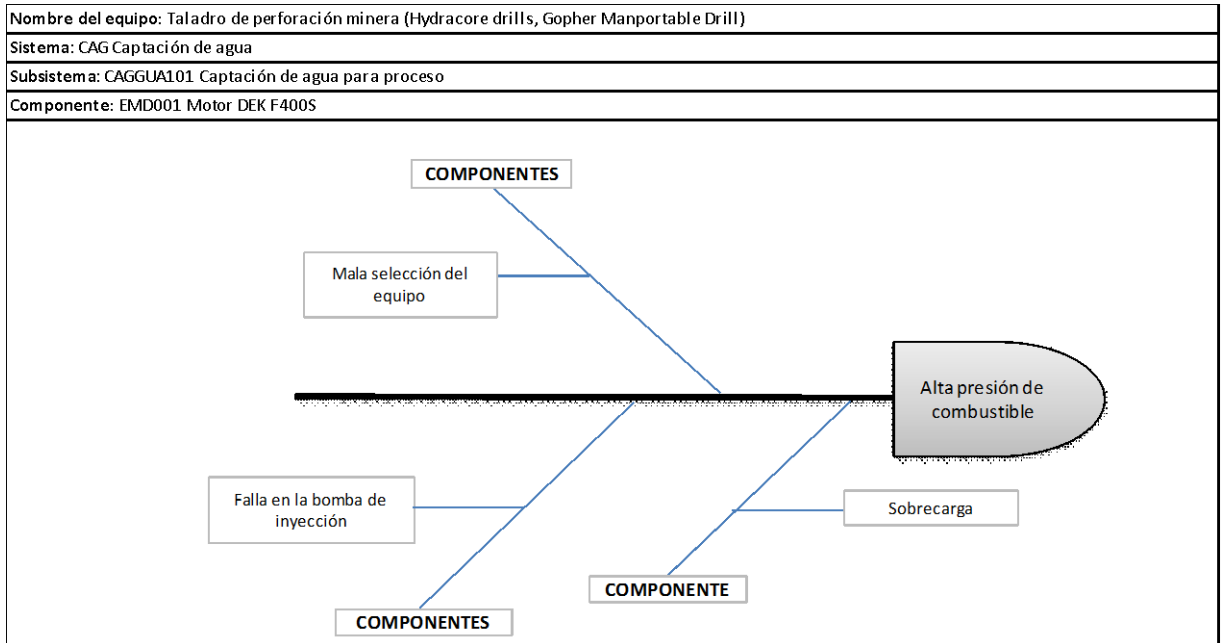 Nombre del equipo: Taladro de perforación minera (Hydracore drills, Gopher Manportable Drill)
Sistema: CAG Captación de agua
Subsistema: CAGGUA101 Captación de agua para proceso
Componente: EMD001 Motor DEK F400S
COMPONENTES
Mala selección del
equipo
Alta presión de
combustible
Falla en la bomba de
inyección
Sobrecarga
COMPONENTE
COMPONENTES